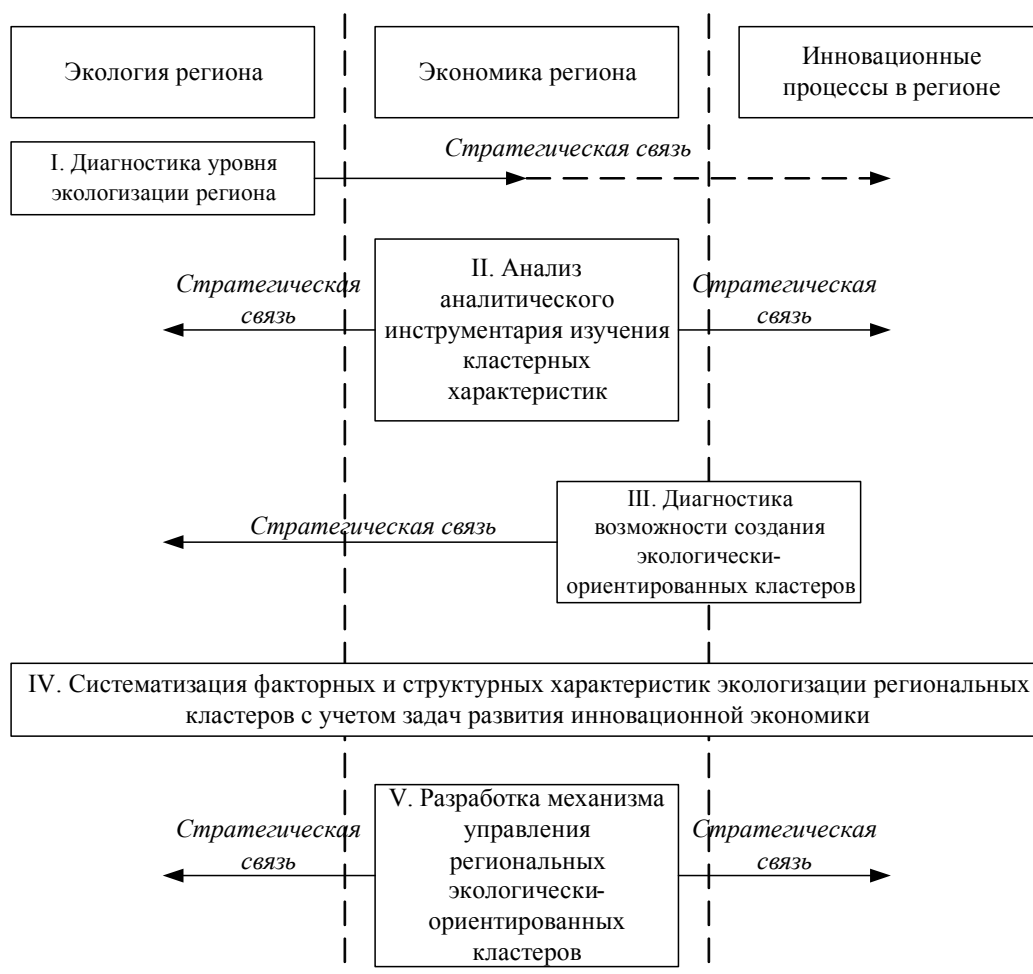 Экология региона
Экономика региона
Инновационные
процессы в регионе
I. Диагностика уровня
экологизации региона
Стратегическая связь
Стратегическая
связь
II. Анализ
аналитического
инструментария изучения
кластерных
характеристик
Стратегическая
связь
Стратегическая связь
III. Диагностика
возможности создания
экологически-
ориентированных кластеров
IV. Систематизация факторных и структурных характеристик экологизации региональных
кластеров с учетом задач развития инновационной экономики
Стратегическая
связь
V. Разработка механизма
управления
региональных
экологически-
ориентированных
кластеров
Стратегическая
связь